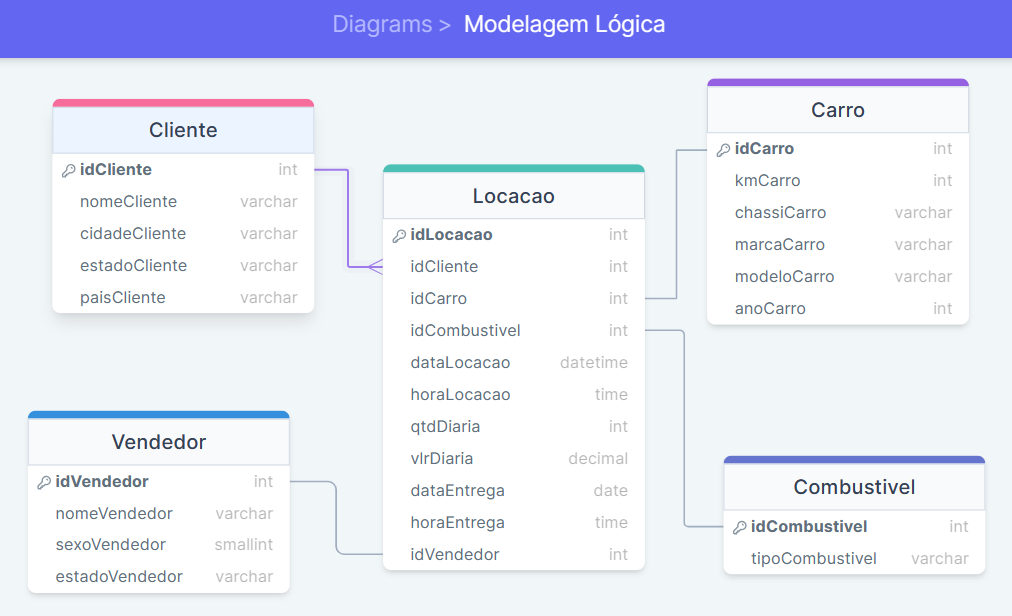 Diagrams > Modelagem Lógica
Cliente
idCliente int
nomeCliente varchar
cidadeCliente varchar
estadoCliente varchar
paisCliente varchar
Locacao
idLocacao int
idCliente int
idCarro int
idCombustivel int
dataLocacao datetime
horaLocacao time
qtdDiaria int
vlrDiaria decimal
dataEntrega date
horaEntrega time
idVendedor int
Carro
idCarro int
kmCarro int
chassiCarro varchar
marcaCarro varchar
modeloCarro varchar
anoCarro int
Vendedor
idVendedor int
nomeVendedor varchar
sexoVendedor smallint
estadoVendedor varchar
Combustivel
idCombustivel int
tipoCombustivel varchar